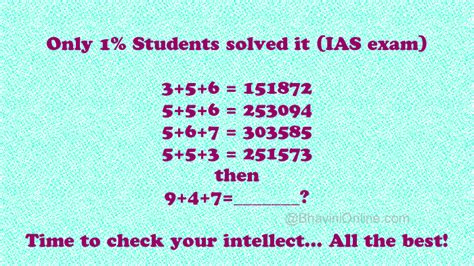 Only 1% Students solved it (IAS exam)
3+5+6 = 151872
5+5+6 = 253094
5+6+7 = 303585
5+5+3 = 251573
then
9+4+7=______?
@BhaviniOnline.com
Time to check your intellect... All the best!